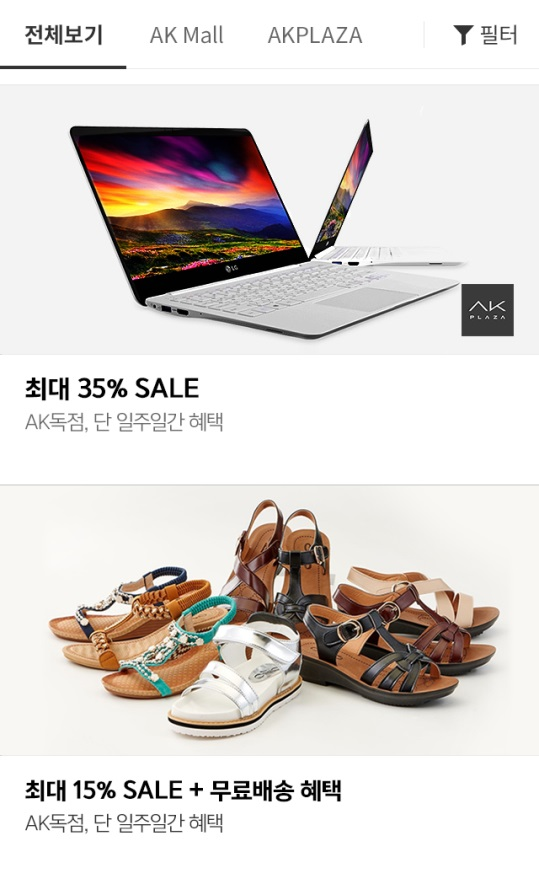 전체보기 AK Mall AKPLAZA 필터
LG
AK
PLAZA
최대 35% SALE
AK독점, 단 일주일간 혜택
최대 15% SALE + 무료배송 혜택
AK독점, 단 일주일간 혜택